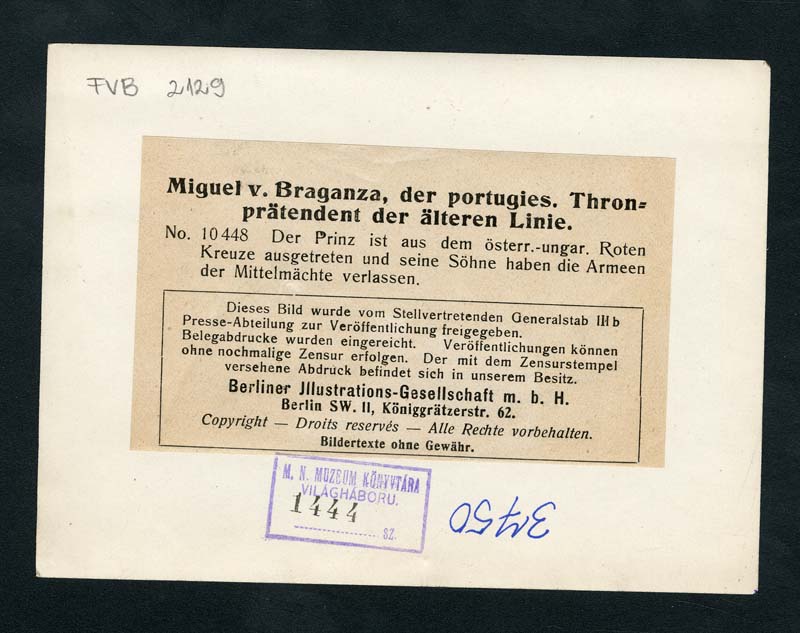 FVB 2129
Miguel v. Braganza, der portugies. Thron=
prätendent der älteren Linie.
No. 10448 Der Prinz ist aus dem österr.-ungar. Roten
Kreuze ausgetreten und seine Söhne haben die Armeen
der Mittelmächte verlassen.
Dieses Bild wurde vom Stellvertretenden Generalstab IIIb
Presse-Abteilung zur Veröffentlichung freigegeben.
Belegabdrucke wurden eingereicht. Veröffentlichungen können
ohne nochmalige Zensur erfolgen. Der mit dem Zensurstempel
versehene Abdruck befindet sich in unserem Besitz.
Berliner Jllustrations-Gesellschaft m. b. H.
Berlin SW. II, Königgrätzerstr. 62.
Copyright — Droits reservés — Alle Rechte vorbehalten.
Bildertexte ohne Gewähr.
M. N. MUZEUM KÖNYVTÁRA
VILÁGHÁBORU.
1444
SZ.